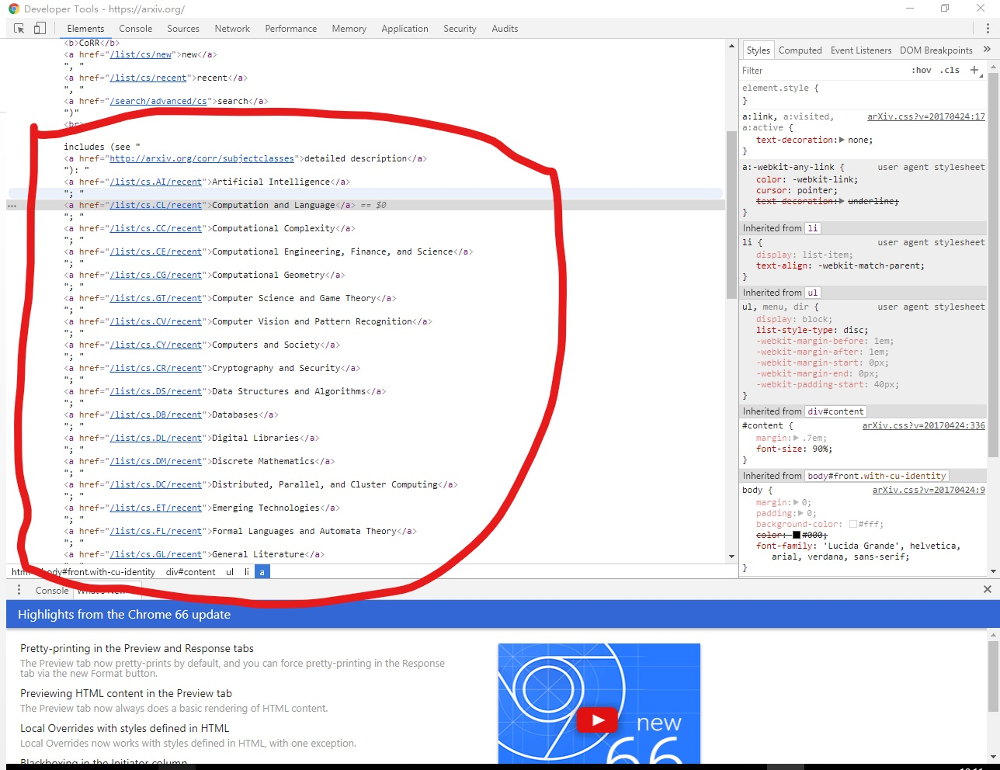 Developer Tools - https://arxiv.org/
Elements Console Sources Network Performance Memory Application Security Audits
<b>CoRR</b>
<a href="/list/cs/new">new</a>
", "
<a href="/list/cs/recent">recent</a>
", "
<a href="/search/advanced/cs">search</a>
")"
<br>
includes (see "
<a href="http://arxiv.org/corr/subjectclasses">detailed description</a>
"): "
<a href="/list/cs.AI/recent">Artificial Intelligence</a>
"; "
<a href="/list/cs.CL/recent">Computation and Language</a> == $0
"; "
<a href="/list/cs.CC/recent">Computational Complexity</a>
"; "
<a href="/list/cs.CE/recent">Computational Engineering, Finance, and Science</a>
"; "
<a href="/list/cs.CG/recent">Computational Geometry</a>
"; "
<a href="/list/cs.GT/recent">Computer Science and Game Theory</a>
"; "
<a href="/list/cs.CV/recent">Computer Vision and Pattern Recognition</a>
"; "
<a href="/list/cs.CY/recent">Computers and Society</a>
"; "
<a href="/list/cs.CR/recent">Cryptography and Security</a>
"; "
<a href="/list/cs.DS/recent">Data Structures and Algorithms</a>
"; "
<a href="/list/cs.DB/recent">Databases</a>
"; "
<a href="/list/cs.DL/recent">Digital Libraries</a>
"; "
<a href="/list/cs.DM/recent">Discrete Mathematics</a>
"; "
<a href="/list/cs.DC/recent">Distributed, Parallel, and Cluster Computing</a>
"; "
<a href="/list/cs.ET/recent">Emerging Technologies</a>
"; "
<a href="/list/cs.FL/recent">Formal Languages and Automata Theory</a>
"; "
<a href="/list/cs.GL/recent">General Literature</a>
html body#front.with-cu-identity div#content ul li a
Styles Computed Event Listeners DOM Breakpoints »
Filter :hov .cls +
element.style {
}
a:link, a:visited, arXiv.css?v=20170424:17
a:active {
text-decoration:▶ none;
}
a:-webkit-any-link { user agent stylesheet
color: -webkit-link;
cursor: pointer;
text-decoration:▶ underline;
}
Inherited from li
li { user agent stylesheet
display: list-item;
text-align: -webkit-match-parent;
}
Inherited from ul
ul, menu, dir { user agent stylesheet
display: block;
list-style-type: disc;
-webkit-margin-before: 1em;
-webkit-margin-after: 1em;
-webkit-margin-start: 0px;
-webkit-margin-end: 0px;
-webkit-padding-start: 40px;
}
Inherited from div#content
#content { arXiv.css?v=20170424:336
margin:▶ .7em;
font-size: 90%;
}
Inherited from body#front.with-cu-identity
body { arXiv.css?v=20170424:9
margin:▶ 0;
padding:▶ 0;
background-color: #fff;
color: #000;
font-family: 'Lucida Grande', helvetica,
arial, verdana, sans-serif;
}
Console What's New
Highlights from the Chrome 66 update
Pretty-printing in the Preview and Response tabs
The Preview tab now pretty-prints by default, and you can force pretty-printing in the Response
tab via the new Format button.
Previewing HTML content in the Preview tab
The Preview tab now always does a basic rendering of HTML content.
Local Overrides with styles defined in HTML
Local Overrides now works with styles defined in HTML, with one exception.
Blackboxing in the Initiator column
new
66